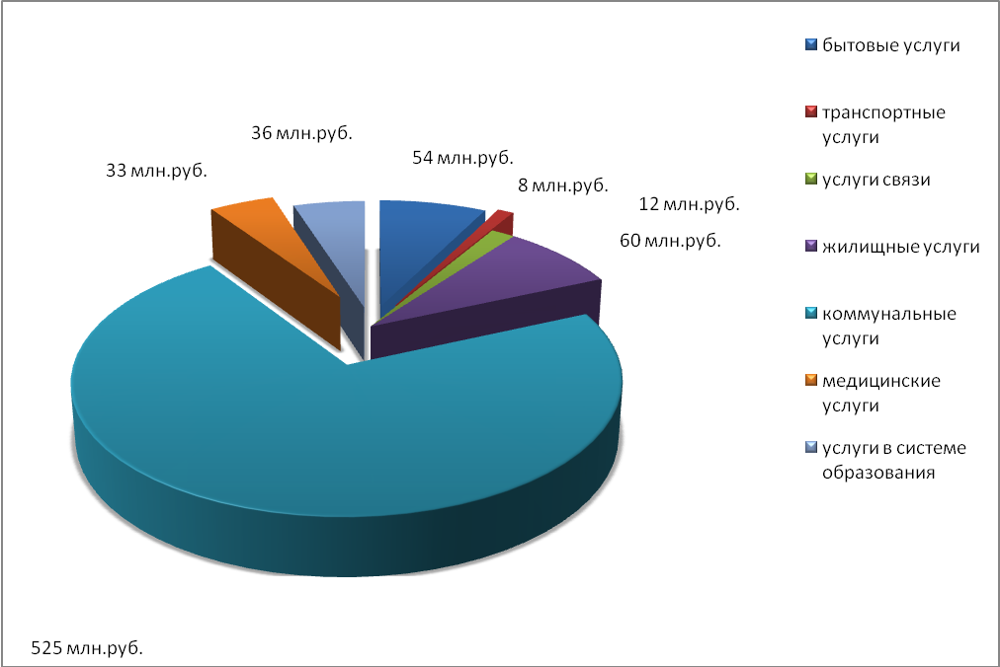 36 млн.руб.
33 млн.руб.
54 млн.руб.
8 млн.руб.
12 млн.руб.
60 млн.руб.
525 млн.руб.
бытовые услуги
транспортные
услуги
услуги связи
жилищные услуги
коммунальные
услуги
медицинские
услуги
услуги в системе
образования